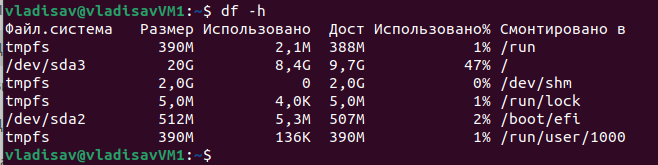 vladisav@vladisavVM1:~$ df -h
Файл.система Размер Использовано Дост Использовано% Смонтировано в
tmpfs 390M 2,1M 388M 1% /run
/dev/sda3 20G 8,4G 9,7G 47% /
tmpfs 2,0G 0 2,0G 0% /dev/shm
tmpfs 5,0M 4,0K 5,0M 1% /run/lock
/dev/sda2 512M 5,3M 507M 2% /boot/efi
tmpfs 390M 136K 390M 1% /run/user/1000
vladisav@vladisavVM1:~$